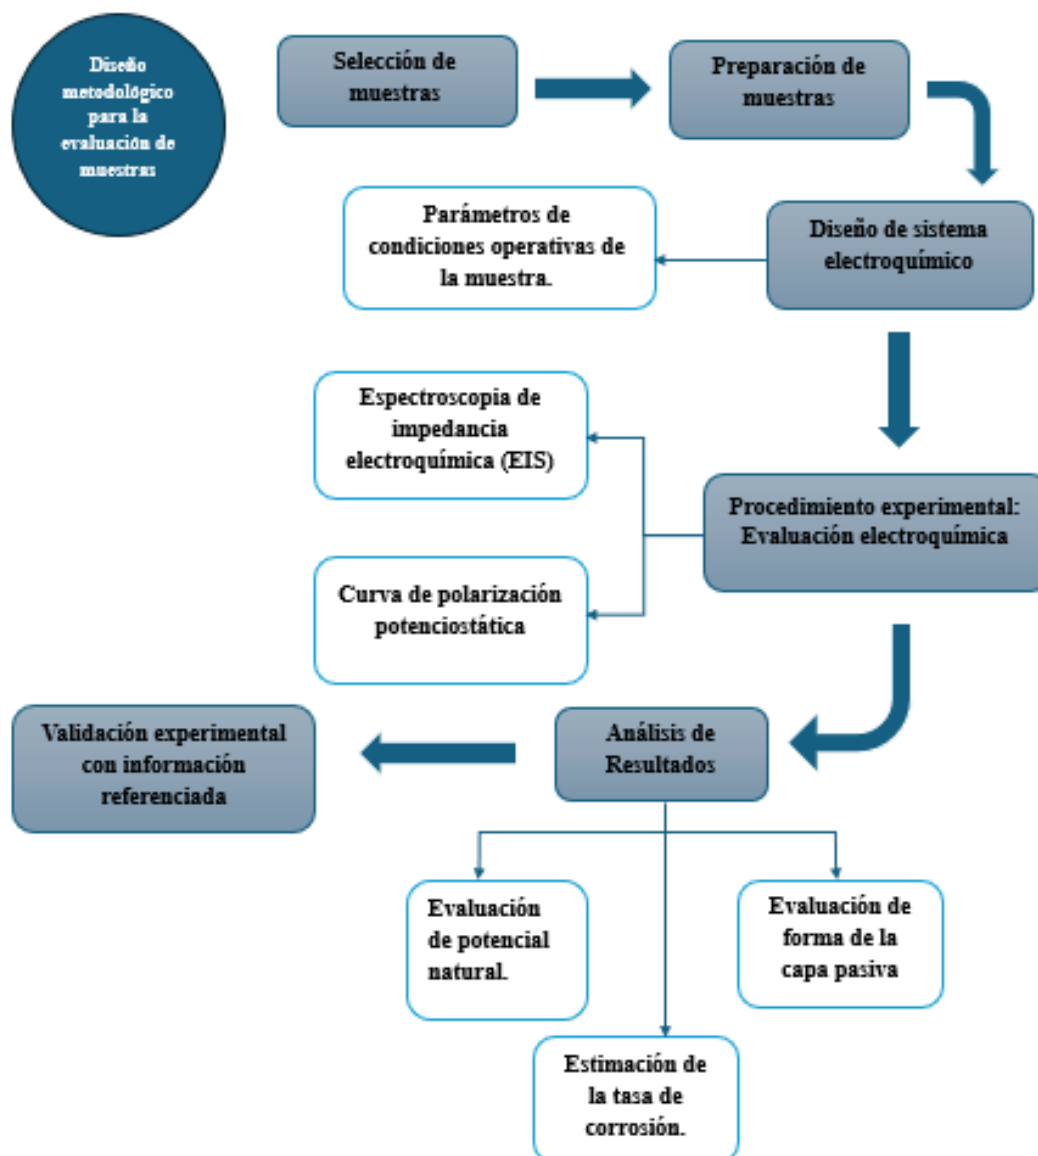 Diseño
metodológico
para la
evaluación de
muestras
Selección de
muestras
Preparación de
muestras
Diseño de sistema
electroquímico
Parámetros de
condiciones operativas de
la muestra.
Espectroscopia de
impedancia
electroquímica (EIS)
Procedimiento experimental:
Evaluación electroquímica
Curva de polarización
potenciostática
Análisis de
Resultados
Validación experimental
con información
referenciada
Evaluación
de potencial
natural.
Evaluación de
forma de la
capa pasiva
Estimación de
la tasa de
corrosión.